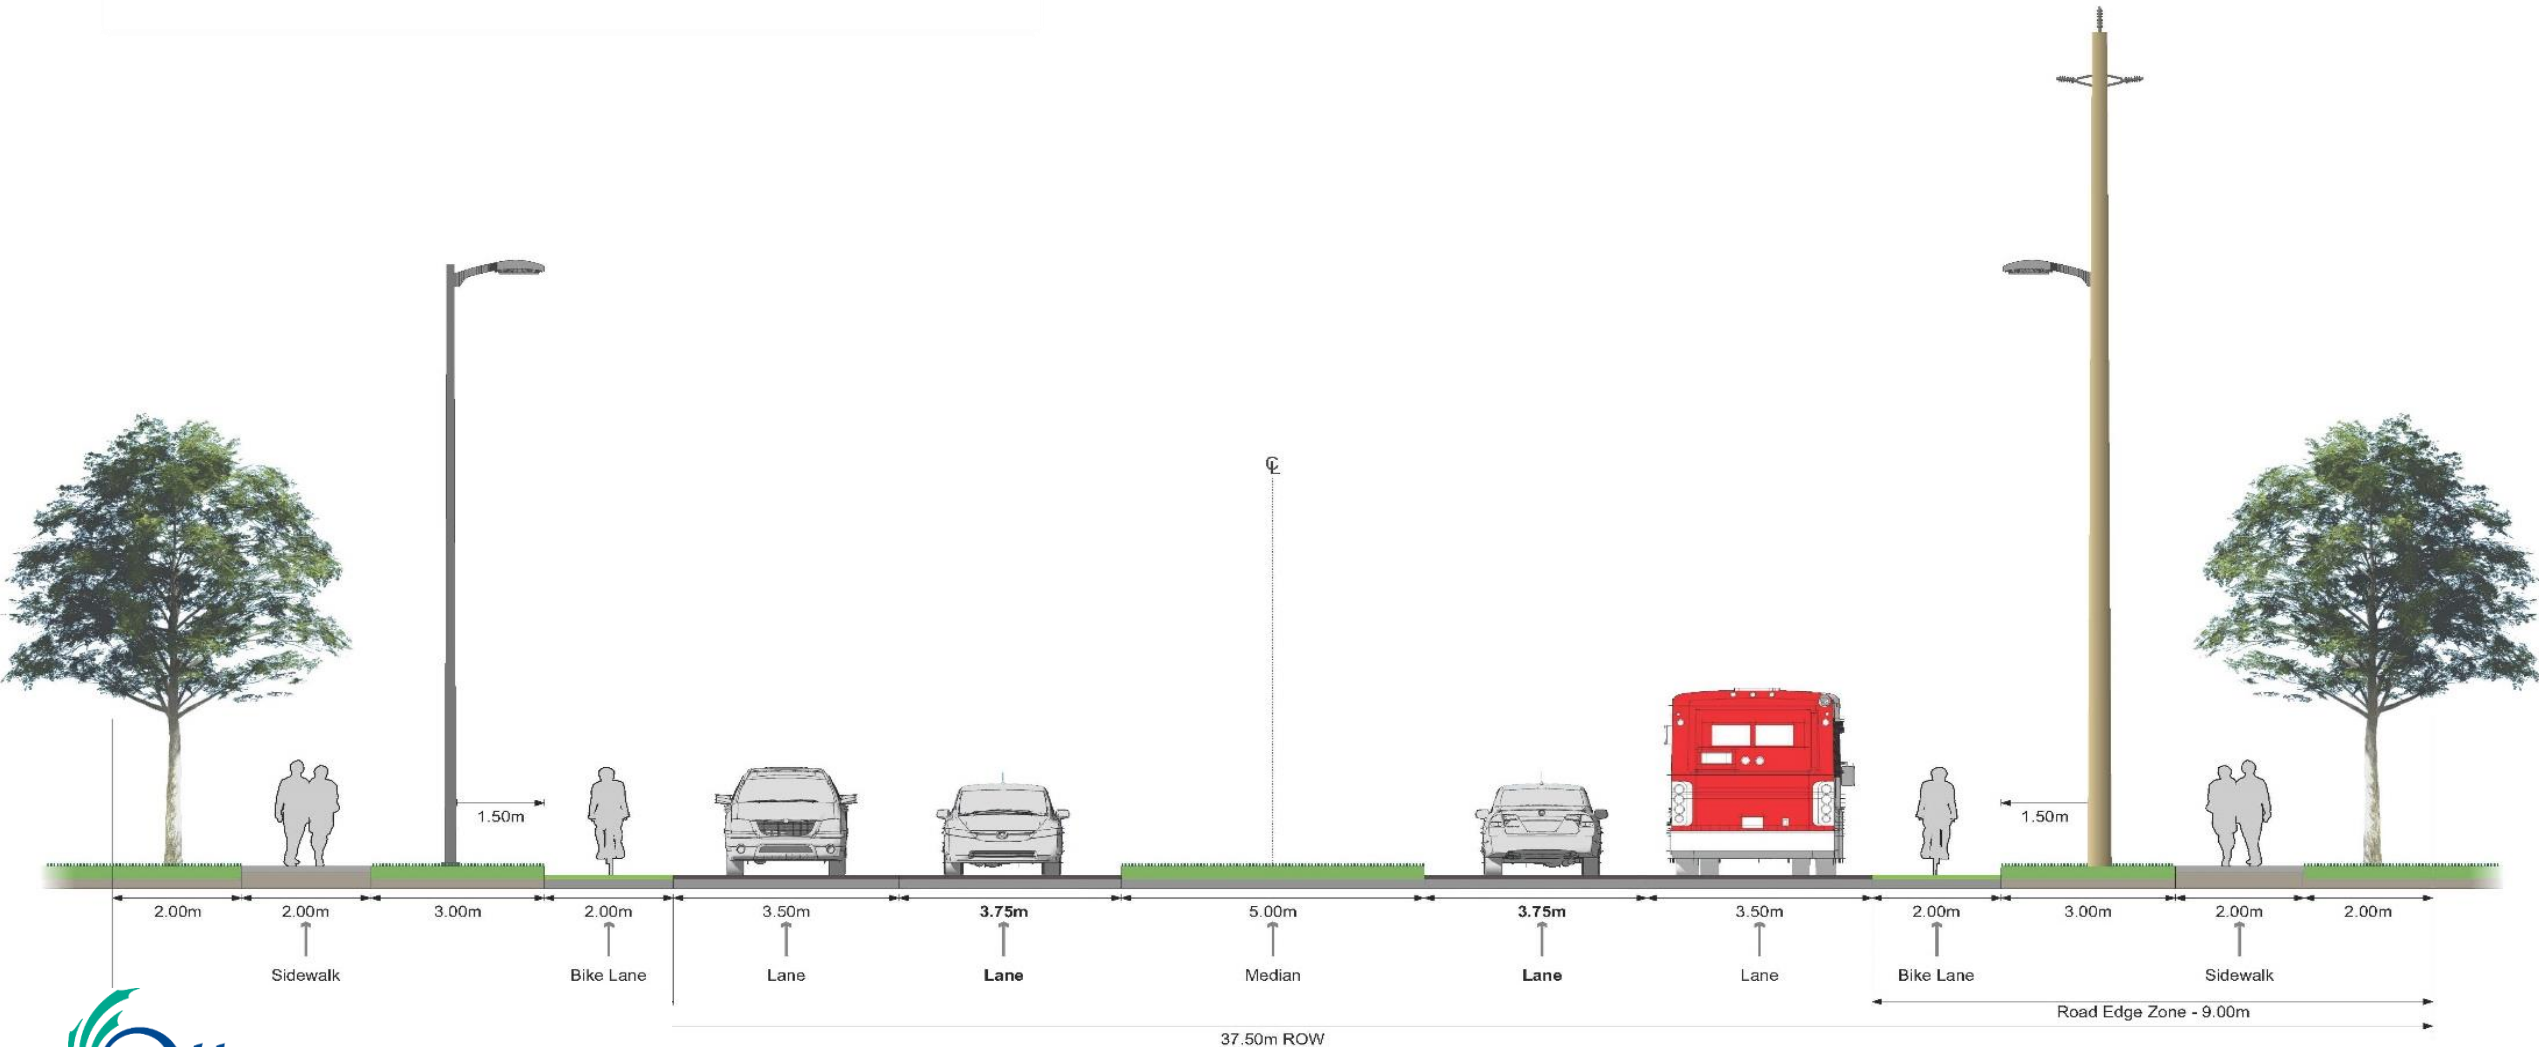 ℄
1.50m
1.50m
2.00m 2.00m 3.00m 2.00m 3.50m 3.75m 5.00m 3.75m 3.50m 2.00m 3.00m 2.00m 2.00m
Sidewalk Bike Lane Lane Lane Median Lane Lane Bike Lane Sidewalk
Road Edge Zone - 9.00m
37.50m ROW